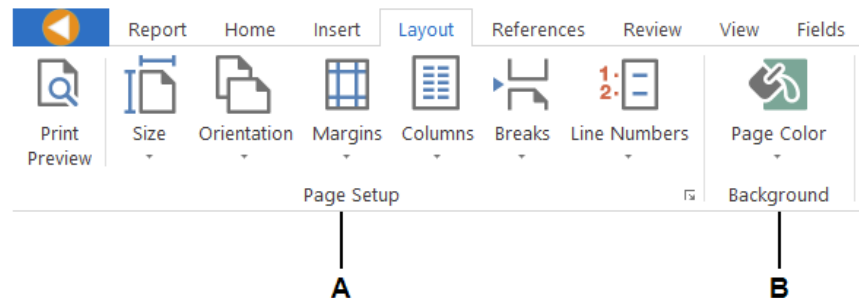 Report Home Insert Layout References Review View Fields
Print Preview
Size
Orientation
Margins
Columns
Breaks
1:
2:
Line Numbers
Page Color
Page Setup
Background
A
B